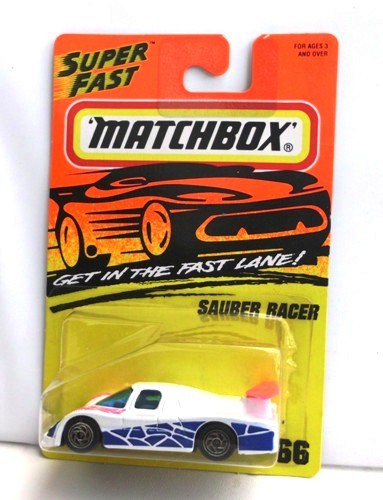 SUPER
FAST
FOR AGES 3
AND OVER
"MATCHBOX"®
GET IN THE FAST LANE!
SAUBER RACER
66